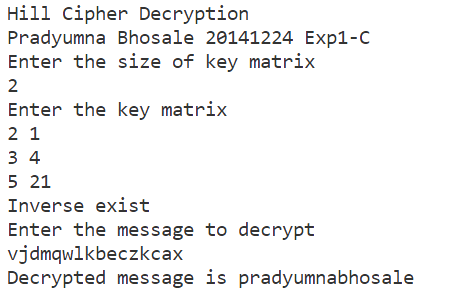 Hill Cipher Decryption
Pradyumna Bhosale 20141224 Exp1-C
Enter the size of key matrix
2
Enter the key matrix
2 1
3 4
5 21
Inverse exist
Enter the message to decrypt
vjdmqwlkbeczkcax
Decrypted message is pradyumnabhosale